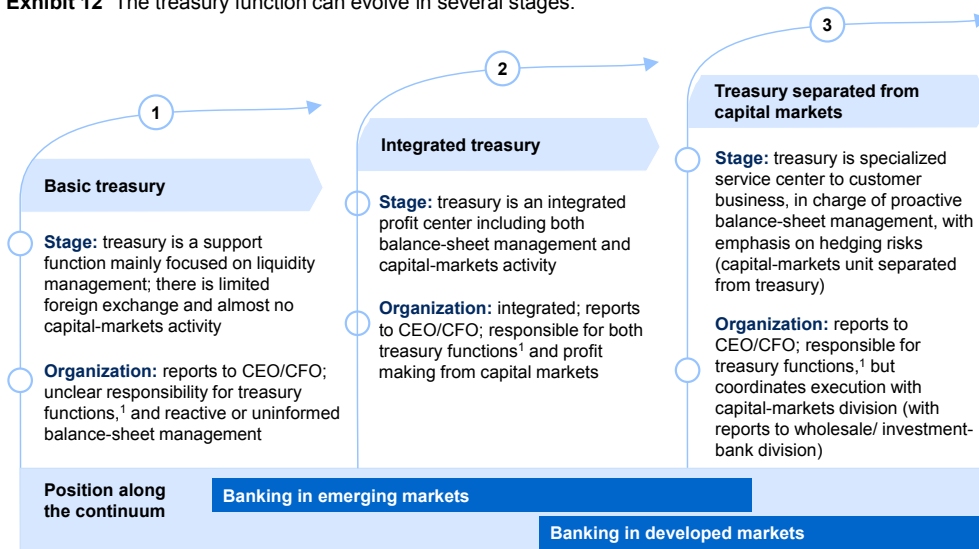 Exhibit 12 The treasury function can evolve in several stages.
1
Basic treasury
Stage: treasury is a support
function mainly focused on liquidity
management; there is limited
foreign exchange and almost no
capital-markets activity
Organization: reports to CEO/CFO;
unclear responsibility for treasury
functions,¹ and reactive or uninformed
balance-sheet management
2
Integrated treasury
Stage: treasury is an integrated
profit center including both
balance-sheet management and
capital-markets activity
Organization: integrated; reports
to CEO/CFO; responsible for both
treasury functions¹ and profit
making from capital markets
3
Treasury separated from
capital markets
Stage: treasury is specialized
service center to customer
business, in charge of proactive
balance-sheet management, with
emphasis on hedging risks
(capital-markets unit separated
from treasury)
Organization: reports to
CEO/CFO; responsible for
treasury functions,¹ but
coordinates execution with
capital-markets division (with
reports to wholesale/ investment-
bank division)
Position along
the continuum
Banking in emerging markets
Banking in developed markets